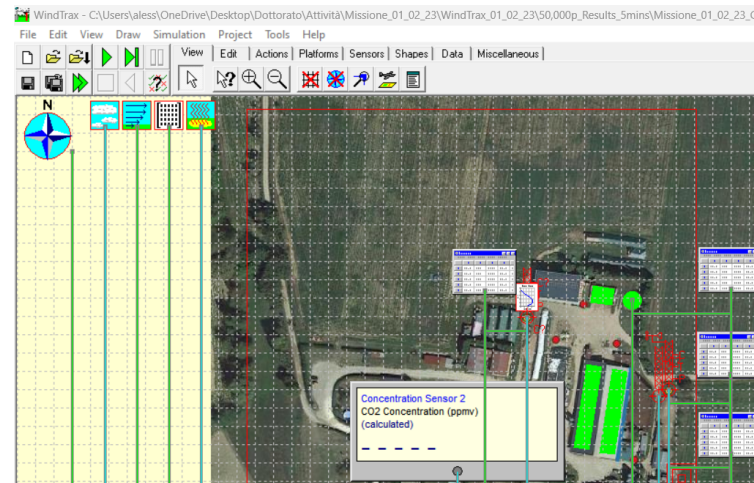 WindTrax - C:\Users\aless\OneDrive\Desktop\Dottorato\Attività\Missione_01_02_23\WindTrax_01_02_23\50,000p_Results_5mins\Missione_01_02_23_
File Edit View Draw Simulation Project Tools Help
View Edit Actions Platforms Sensors Shapes Data Miscellaneous
N
Concentration Sensor 2
CO2 Concentration (ppmv)
(calculated)
- - - - -